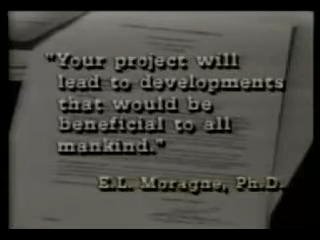 "Your project will
lead to developments
that would be
beneficial to all
mankind."
E.L. Moragne, Ph.D.